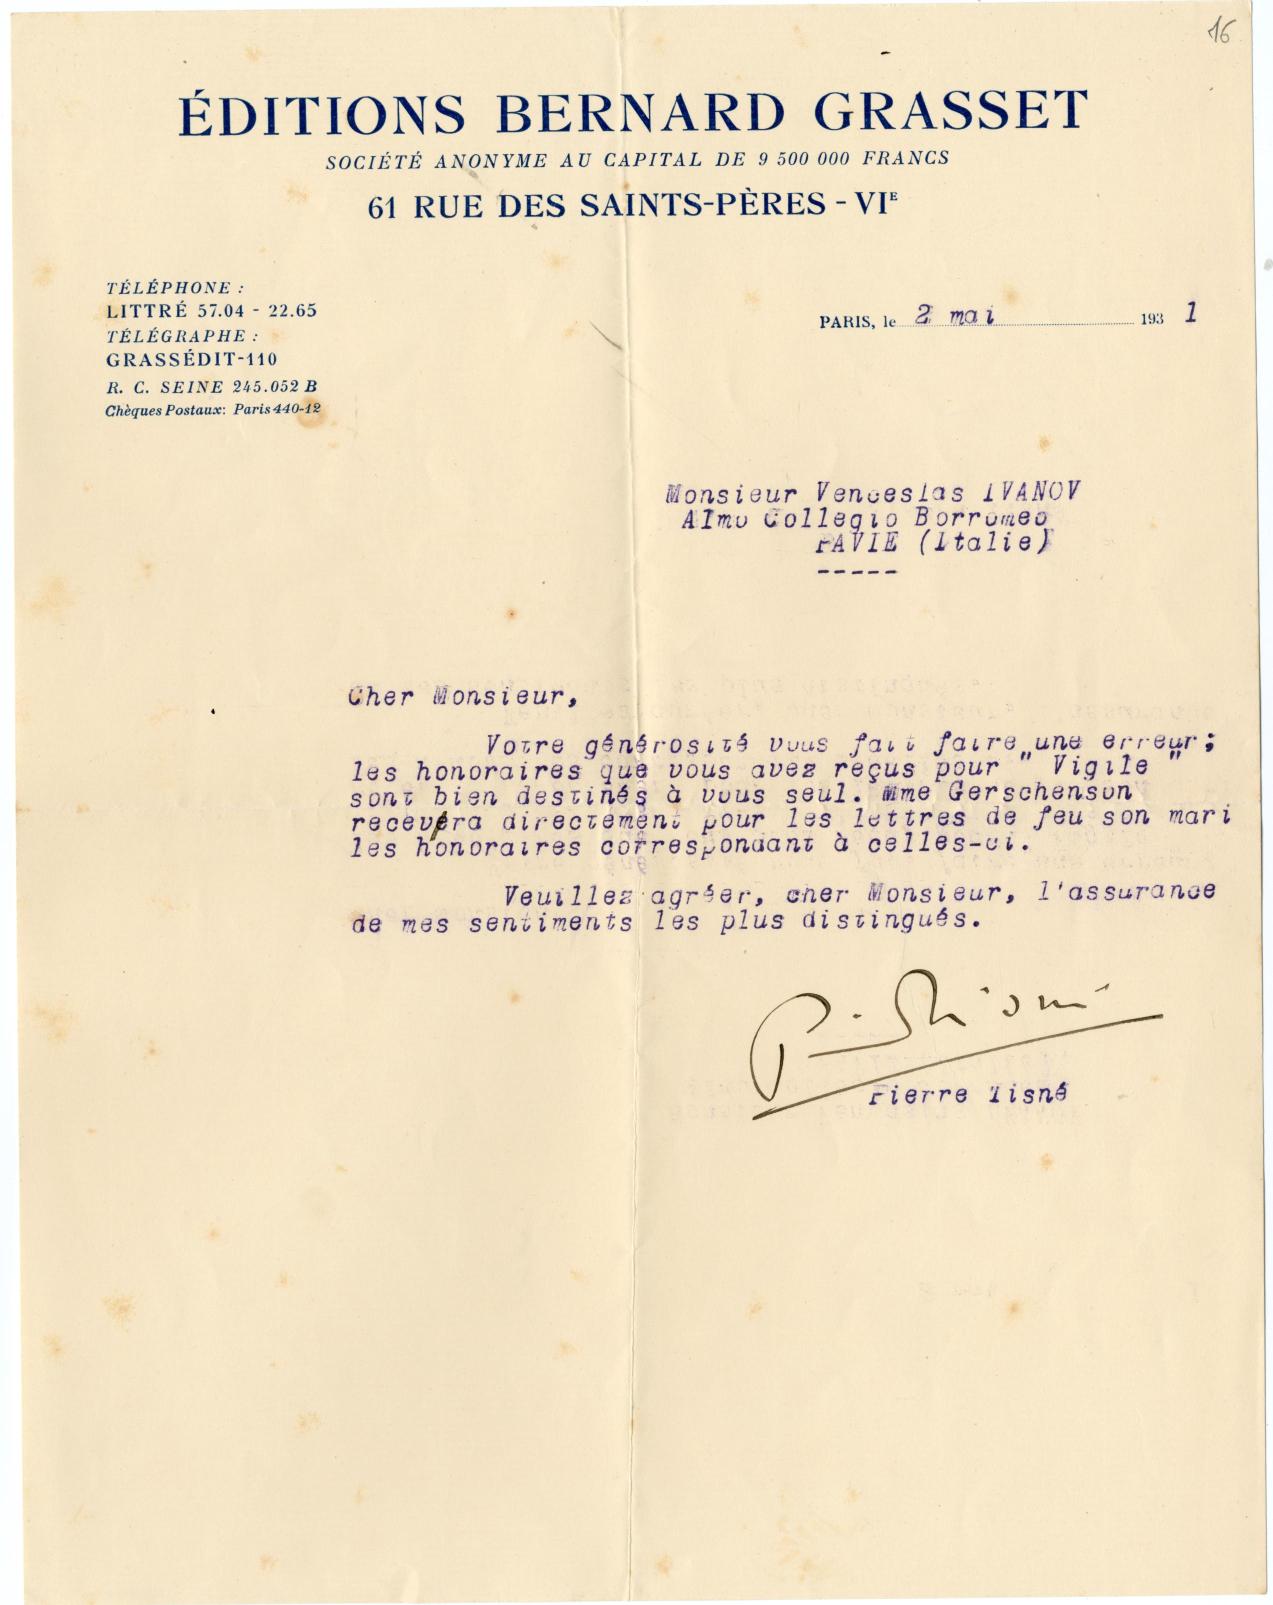 16
ÉDITIONS BERNARD GRASSET
SOCIÉTÉ ANONYME AU CAPITAL DE 9 500 000 FRANCS
61 RUE DES SAINTS-PÈRES - VIE
TÉLÉPHONE :
LITTRÉ 57.04 - 22.65
TÉLÉGRAPHE :
GRASSÉDIT-110
R. C. SEINE 245.052 B
Chèques Postaux: Paris 440-12
PARIS, le 2 mai 1931
Monsieur Venceslas IVANOV
Almo Collegio Borromeo
PAVIE (Italie)
-----
Cher Monsieur,
Votre générosité vous fait faire une erreur;
les honoraires que vous avez reçus pour " Vigile "
sont bien destinés à vous seul. Mme Gerschenson
recevra directement pour les lettres de feu son mari
les honoraires correspondant à celles-ci.
Veuillez agréer, cher Monsieur, l'assurance
de mes sentiments les plus distingués.
Pierre Tisné